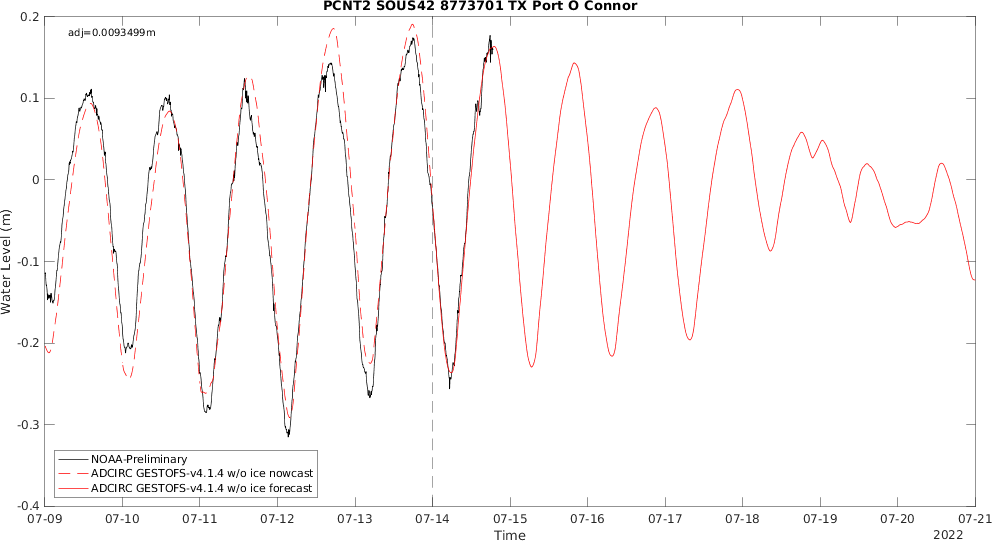 PCNT2 SOUS42 8773701 TX Port O Connor
adj=0.0093499m
0.2
0.1
0
-0.1
-0.2
-0.3
-0.4
Water Level (m)
NOAA-Preliminary
ADCIRC GESTOFS-v4.1.4 w/o ice nowcast
ADCIRC GESTOFS-v4.1.4 w/o ice forecast
07-09 07-10 07-11 07-12 07-13 07-14 07-15 07-16 07-17 07-18 07-19 07-20 07-21
Time
2022